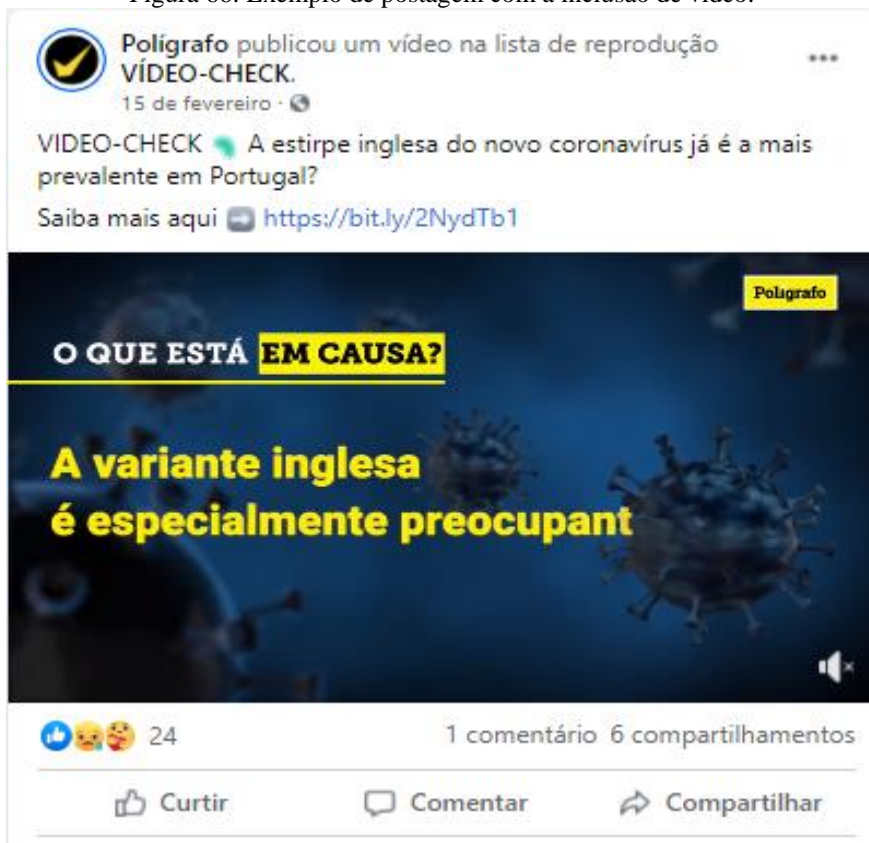 Figura 68: Exemplo de postagem com a inclusão de vídeo.
Polígrafo publicou um vídeo na lista de reprodução
VÍDEO-CHECK.
15 de fevereiro ·
VIDEO-CHECK A estirpe inglesa do novo coronavírus já é a mais
prevalente em Portugal?
Saiba mais aqui https://bit.ly/2NydTb1
Polígrafo
O QUE ESTÁ EM CAUSA?
A variante inglesa
é especialmente preocupant
24
1 comentário 6 compartilhamentos
Curtir Comentar Compartilhar